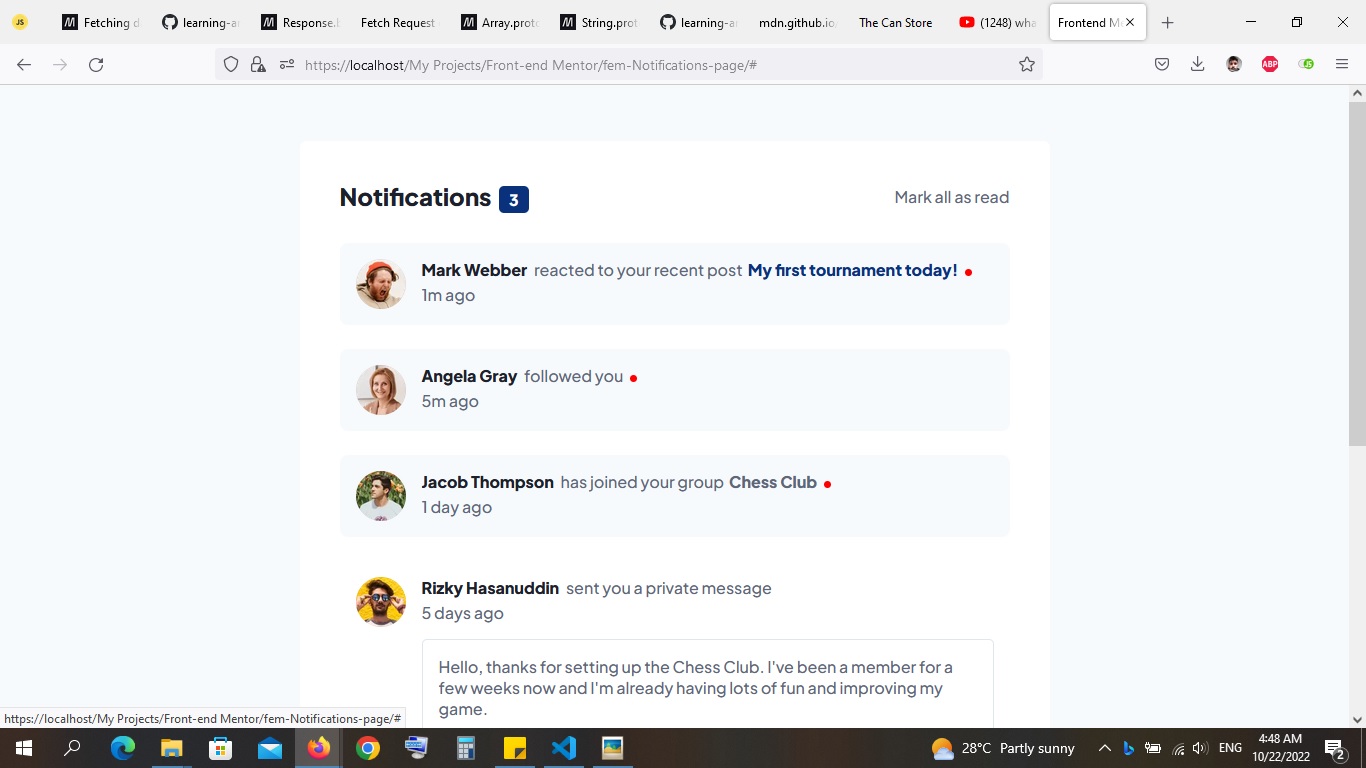 JS
Fetching d
learning-a
Response.
Fetch Request
Array.proto
String.prot
learning-a
mdn.github.io
The Can Store
(1248) wha
Frontend Me
https://localhost/My Projects/Front-end Mentor/fem-Notifications-page/#
ABP
JS
Notifications 3
Mark all as read
Mark Webber reacted to your recent post My first tournament today!
1m ago
Angela Gray followed you
5m ago
Jacob Thompson has joined your group Chess Club
1 day ago
Rizky Hasanuddin sent you a private message
5 days ago
Hello, thanks for setting up the Chess Club. I've been a member for a
few weeks now and I'm already having lots of fun and improving my
game.
https://localhost/My Projects/Front-end Mentor/fem-Notifications-page/#
28°C Partly sunny
ENG
4:48 AM
10/22/2022
2